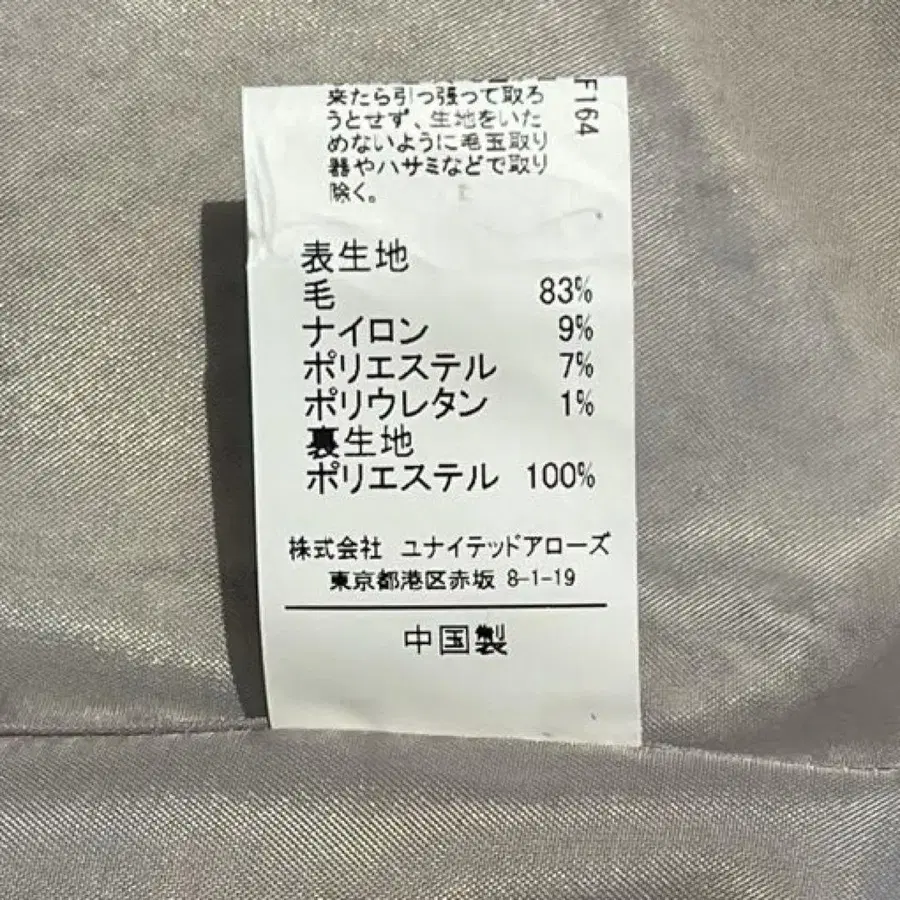 来たら引っ張って取ろ
うとせず、生地をいた
めないように毛玉取り
器やハサミなどで取り
除く。
F164
表生地
毛 83%
ナイロン 9%
ポリエステル 7%
ポリウレタン 1%
裏生地
ポリエステル 100%
株式会社 ユナイテッドアローズ
東京都港区赤坂 8-1-19
中国製